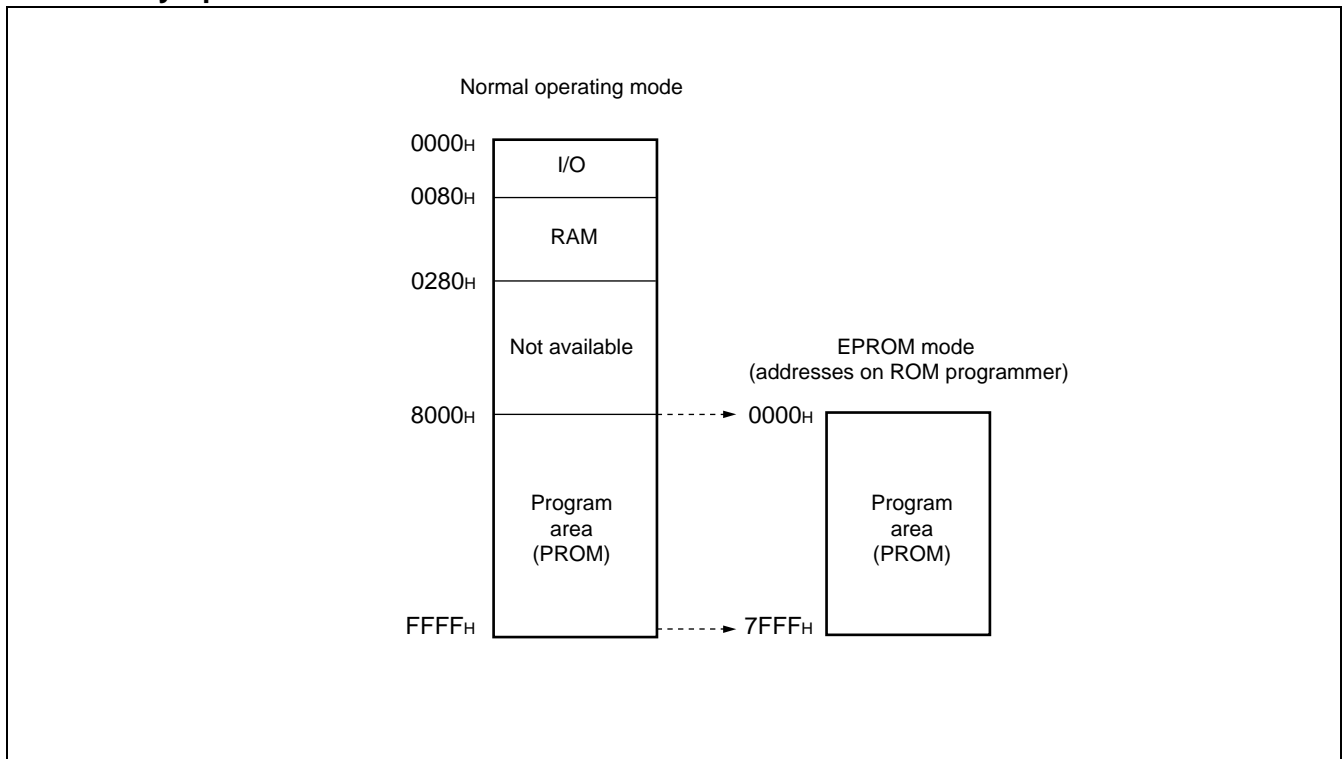 Normal operating mode
0000H
I/O
0080H
RAM
0280H
Not available
EPROM mode
(addresses on ROM programmer)
8000H
0000H
Program
area
(PROM)
Program
area
(PROM)
FFFFH
7FFFH